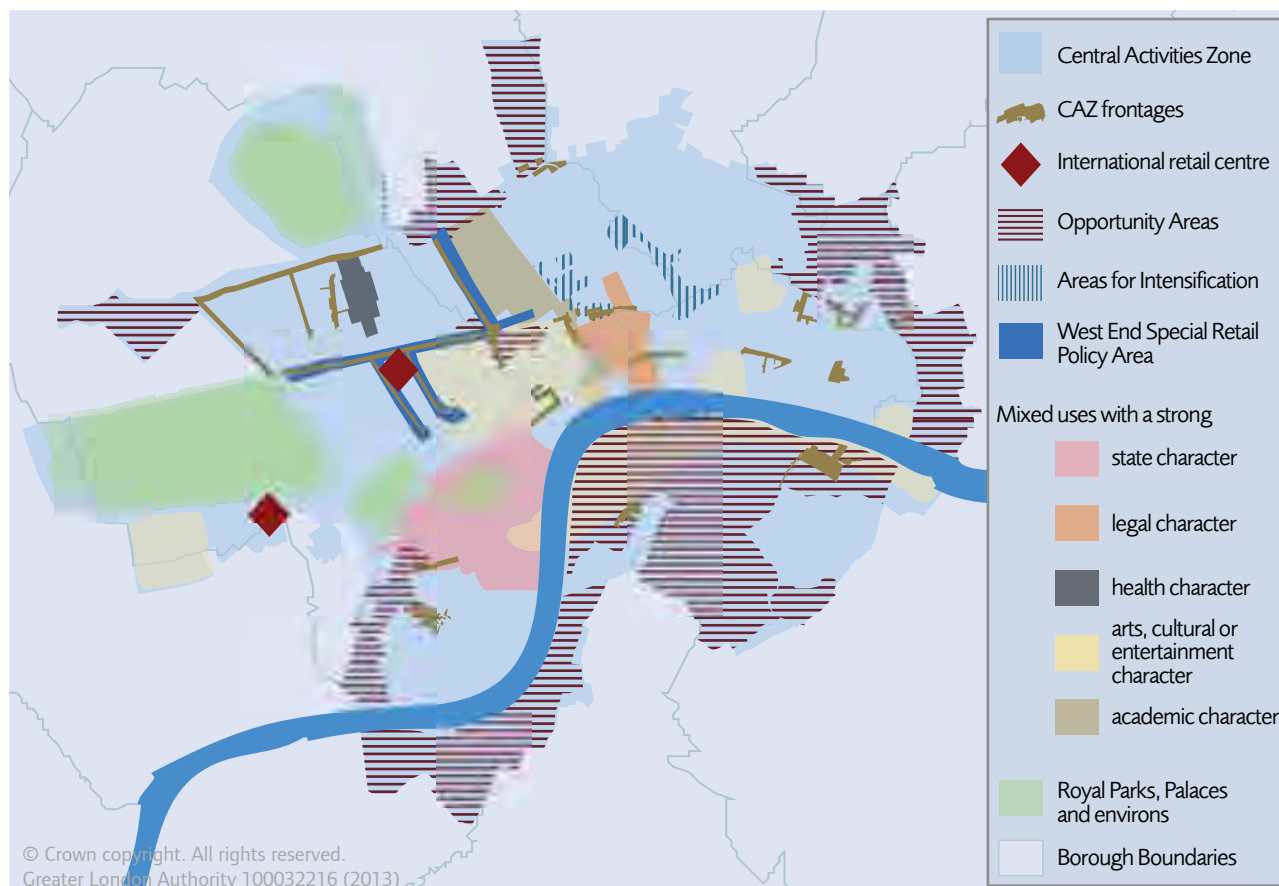 Central Activities Zone
CAZ frontages
International retail centre
Opportunity Areas
Areas for Intensification
West End Special Retail
Policy Area
Mixed uses with a strong
state character
legal character
health character
arts, cultural or
entertainment
character
academic character
Royal Parks, Palaces
and environs
Borough Boundaries
© Crown copyright. All rights reserved.
Greater London Authority 100032216 (2013)